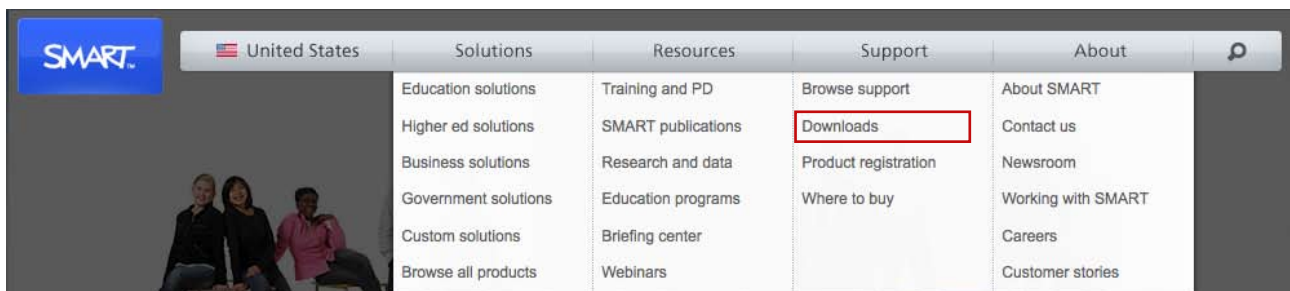 SMART™
United States
Solutions
Resources
Support
About
Education solutions
Higher ed solutions
Business solutions
Government solutions
Custom solutions
Browse all products
Training and PD
SMART publications
Research and data
Education programs
Briefing center
Webinars
Browse support
Downloads
Product registration
Where to buy
About SMART
Contact us
Newsroom
Working with SMART
Careers
Customer stories